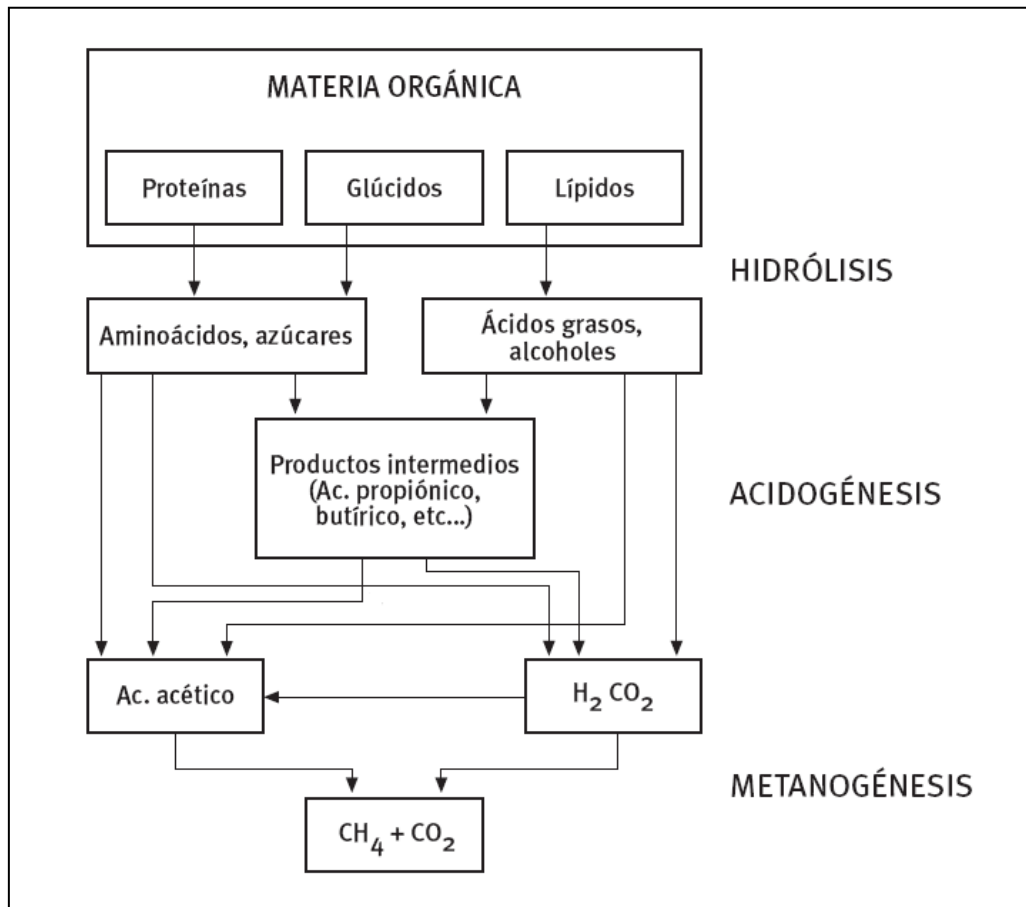 MATERIA ORGÁNICA
Proteínas
Glúcidos
Lípidos
HIDRÓLISIS
Aminoácidos, azúcares
Ácidos grasos,
alcoholes
Productos intermedios
(Ac. propiónico,
butírico, etc...)
ACIDOGÉNESIS
Ac. acético
H₂ CO₂
METANOGÉNESIS
CH₄ + CO₂